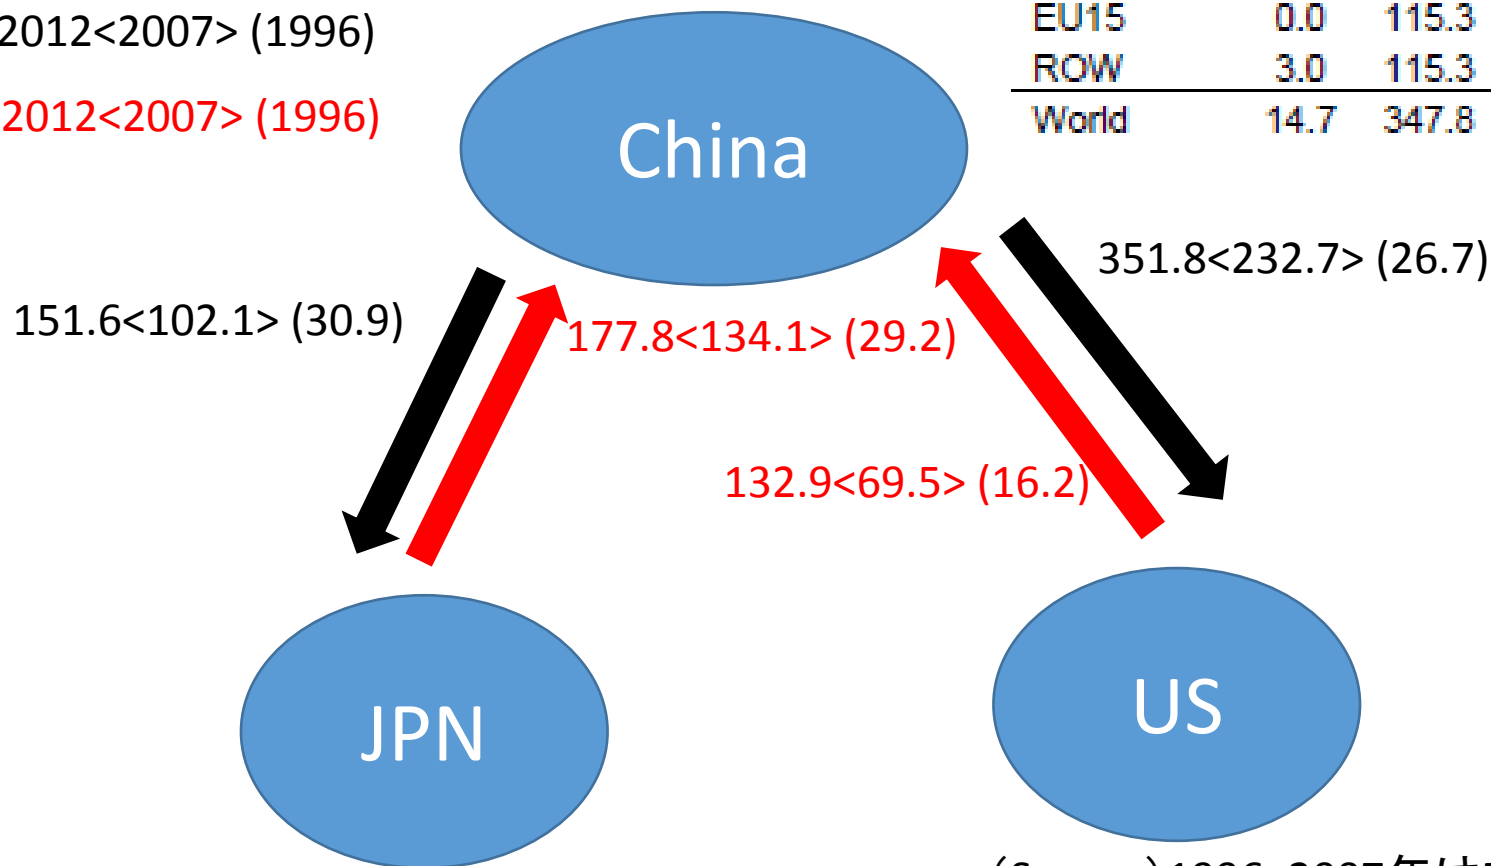 2012<2007> (1996)
2012<2007> (1996)
EU15 0.0 115.3
ROW 3.0 115.3
World 14.7 347.8
China
351.8<232.7> (26.7)
151.6<102.1> (30.9)
177.8<134.1> (29.2)
132.9<69.5> (16.2)
JPN
US